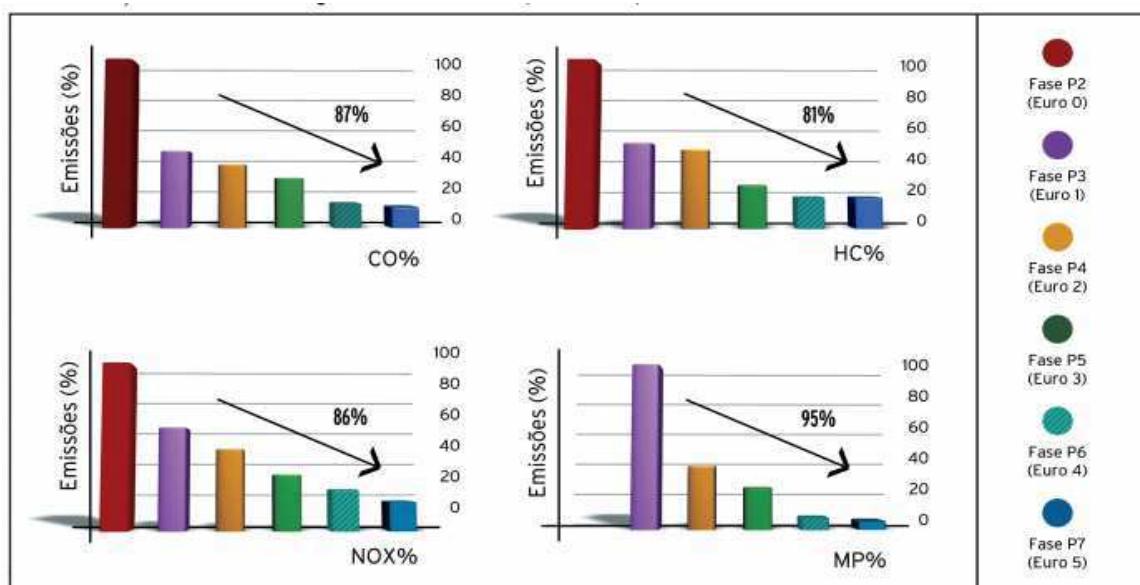 Emissões (%)
100
80
60
40
20
0
87%
CO%
Emissões (%)
100
80
60
40
20
0
81%
HC%
Emissões (%)
100
80
60
40
20
0
86%
NOX%
Emissões (%)
100
80
60
40
20
0
95%
MP%
Fase P2
(Euro 0)
Fase P3
(Euro 1)
Fase P4
(Euro 2)
Fase P5
(Euro 3)
Fase P6
(Euro 4)
Fase P7
(Euro 5)